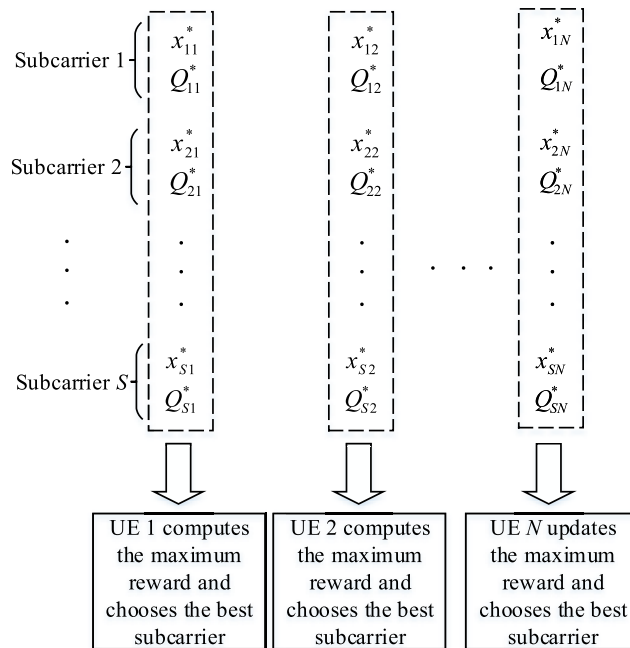 Subcarrier 1
x*11
Q*11
x*12
Q*12
x*1N
Q*1N
Subcarrier 2
x*21
Q*21
x*22
Q*22
x*2N
Q*2N
. . .
Subcarrier S
x*S1
Q*S1
x*S2
Q*S2
x*SN
Q*SN
UE 1 computes
the maximum
reward and
chooses the best
subcarrier
UE 2 computes
the maximum
reward and
chooses the best
subcarrier
UE N updates
the maximum
reward and
chooses the best
subcarrier